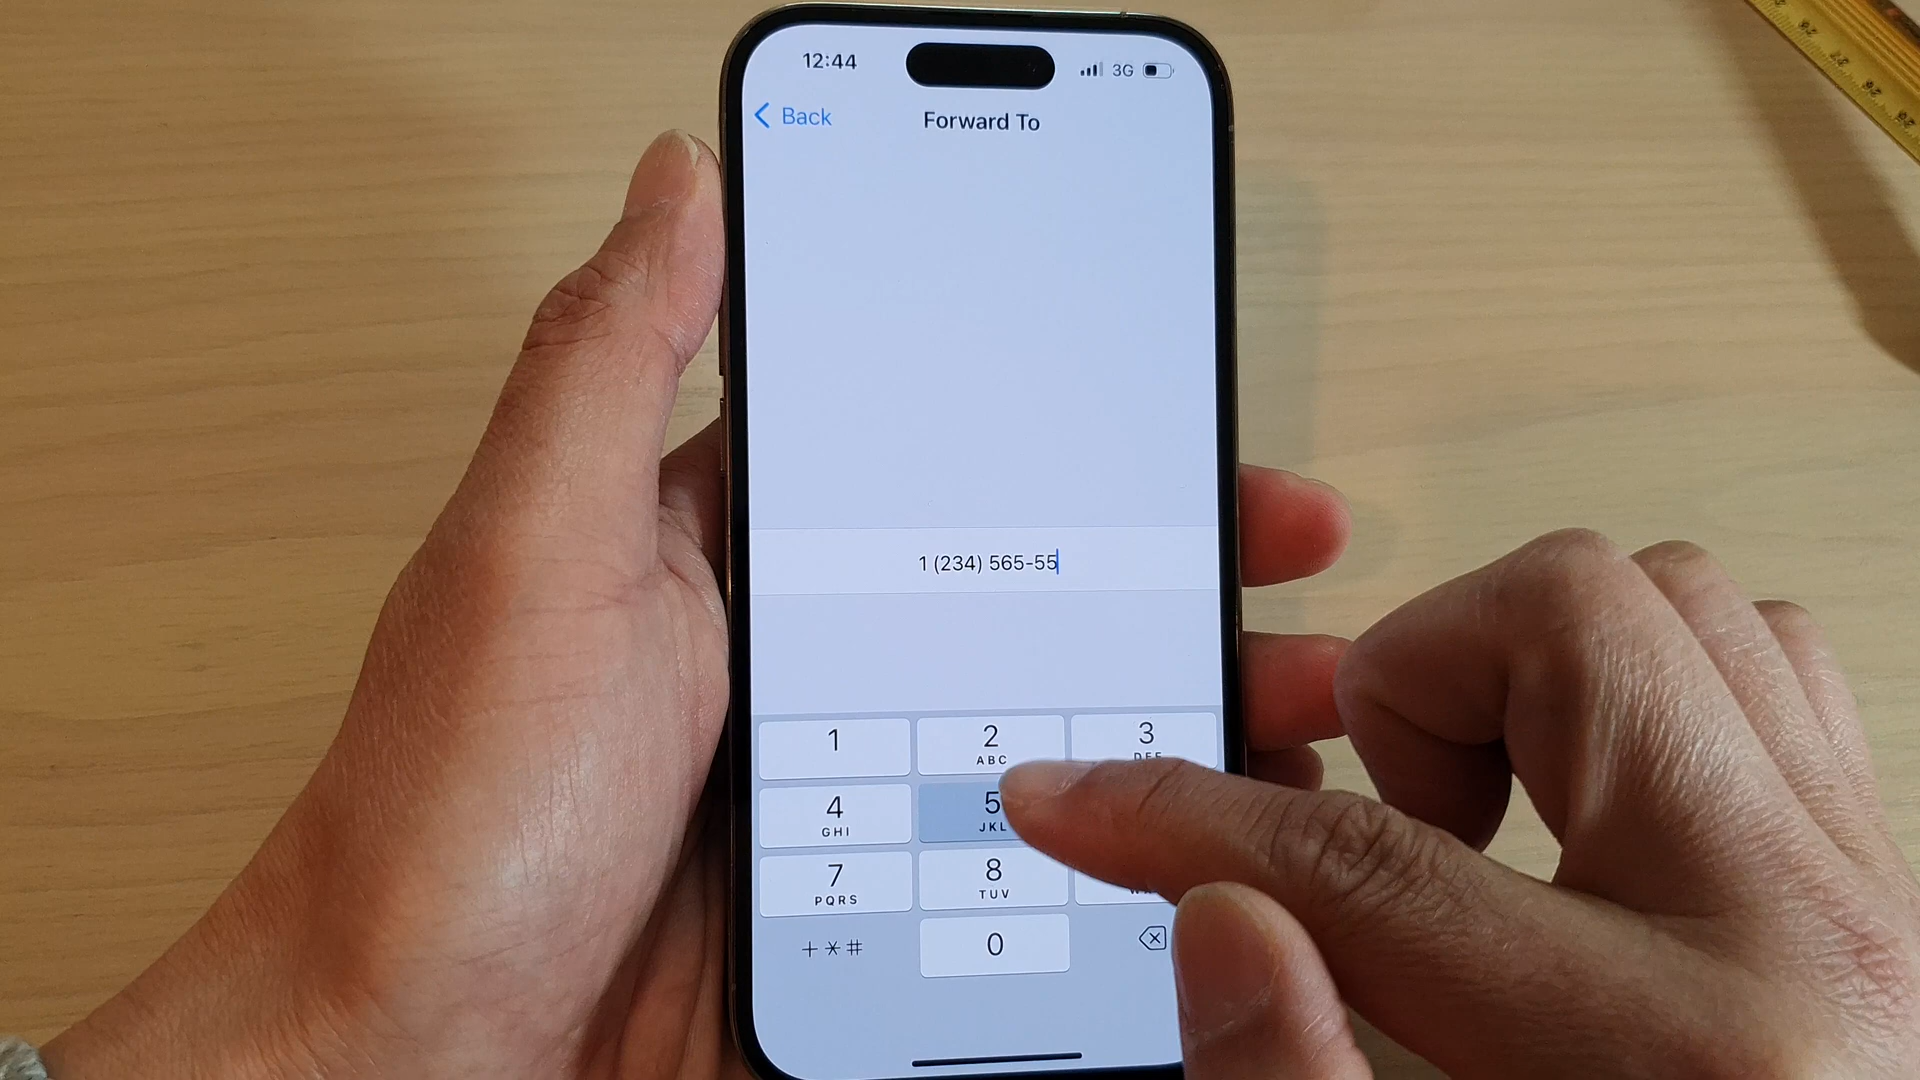 12:44 3G
Back Forward To
1 (234) 565-55
1 2 3
ABC
4 5
GHI JKL
7 8
PQRS TUV
+*# 0